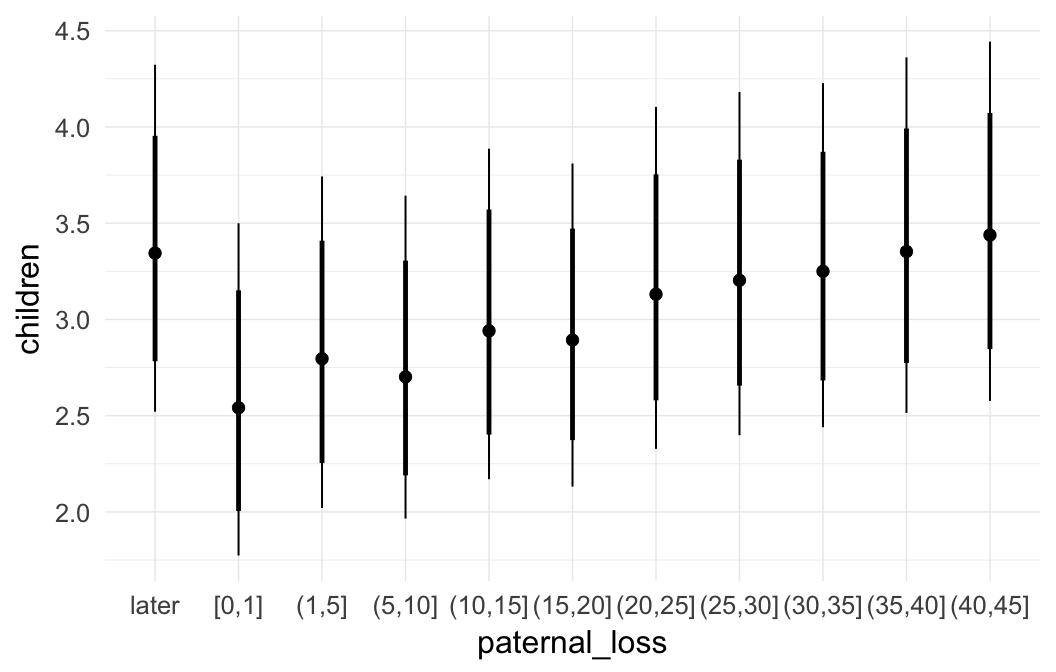 4.5
4.0
3.5
3.0
2.5
2.0
children
later [0,1] (1,5] (5,10] (10,15] (15,20] (20,25] (25,30] (30,35] (35,40] (40,45]
paternal_loss